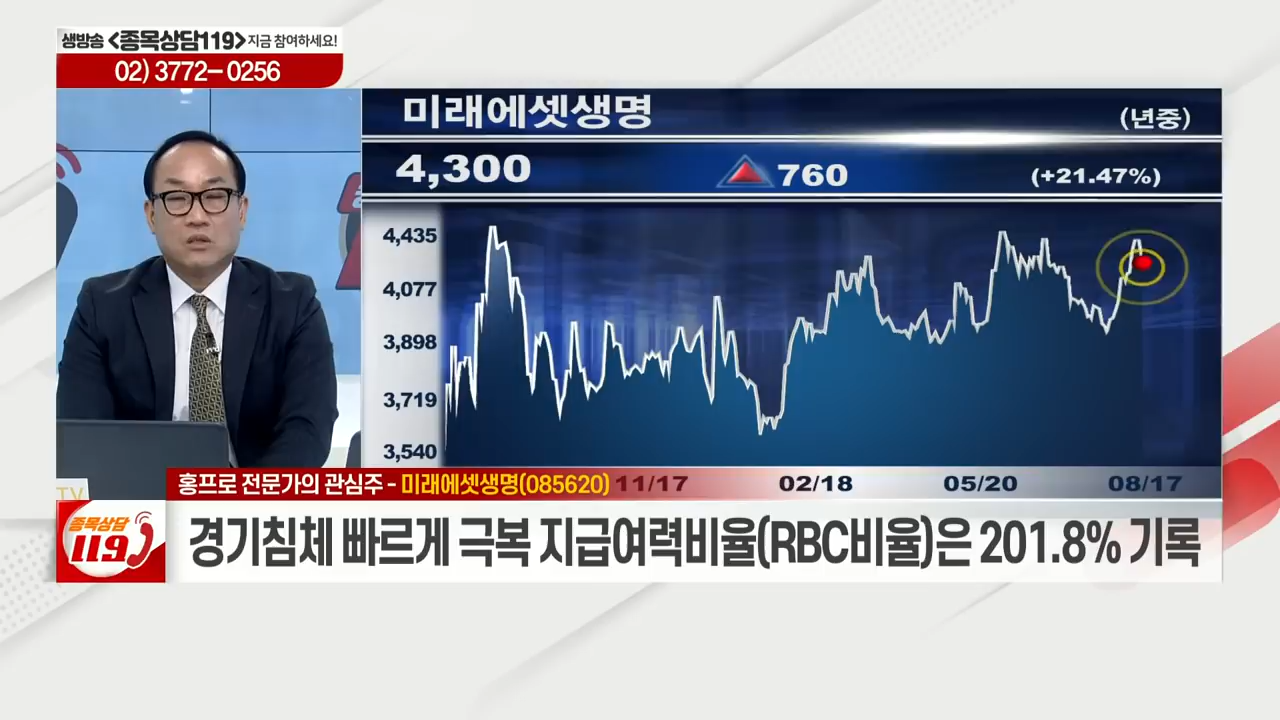 생방송 <종목상담119> 지금 참여하세요!
02) 3772-0256
미래에셋생명
(년중)
4,300
760
(+21.47%)
4,435
4,077
3,898
3,719
3,540
11/17
02/18
05/20
08/17
TV
홍프로 전문가의 관심주 - 미래에셋생명(085620)
종목상담
119
경기침체 빠르게 극복 지급여력비율(RBC비율)은 201.8% 기록